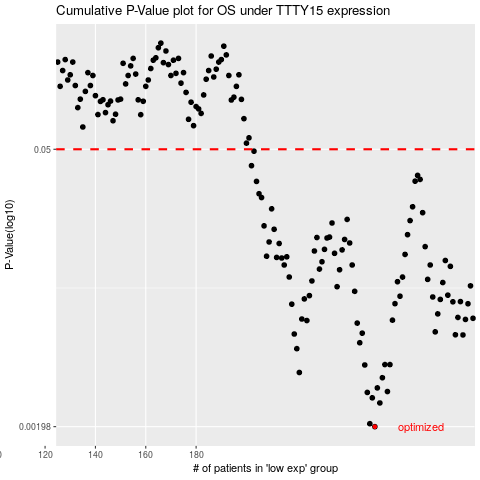 Cumulative P-Value plot for OS under TTTY15 expression
P-Value(log10)
0.05
0.00198
optimized
0 120 140 160 180
# of patients in 'low exp' group